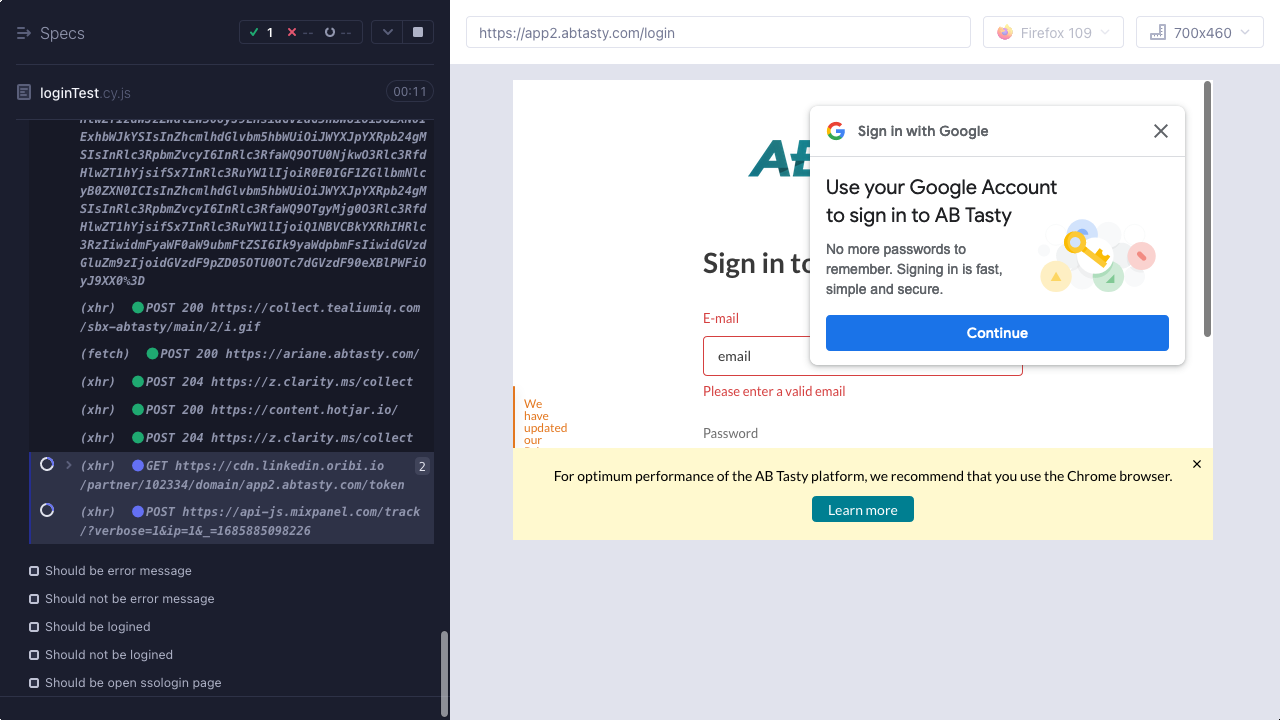 Specs
1
--
--
loginTest.cy.js
00:11
ExhbWJkYSIsInZhcmlhdGlvbm5hbWUiOiJWYXJpYXRpb24gM
SIsInRlc3RpbmZvcyI6InRlc3RfaWQ9OTU0NjkwO3Rlc3Rfd
HlwZT1hYjsifSx7InRlc3RuYW1lIjoiR0E0IGF1ZGllbmNlc
yB0ZXN0ICIsInZhcmlhdGlvbm5hbWUiOiJWYXJpYXRpb24gM
SIsInRlc3RpbmZvcyI6InRlc3RfaWQ9OTgyMjg0O3Rlc3Rfd
HlwZT1hYjsifSx7InRlc3RuYW1lIjoiQ1NBVCBkYXRhIHRlc
3RzIiwidmFyaWF0aW9ubmFtZSI6Ik9yaWdpbmFsIiwidGVzd
GluZm9zIjoidGVzdF9pZD05OTU0OTc7dGVzdF90eXBlPWFiO
yJ9XX0%3D
(xhr) POST 200 https://collect.tealiumiq.com
/sbx-abtasty/main/2/i.gif
(fetch) POST 200 https://ariane.abtasty.com/
(xhr) POST 204 https://z.clarity.ms/collect
(xhr) POST 200 https://content.hotjar.io/
(xhr) POST 204 https://z.clarity.ms/collect
(xhr) GET https://cdn.linkedin.oribi.io 2
/partner/102334/domain/app2.abtasty.com/token
(xhr) POST https://api-js.mixpanel.com/track
/?verbose=1&ip=1&_=1685885098226
Should be error message
Should not be error message
Should be logined
Should not be logined
Should be open ssologin page
https://app2.abtasty.com/login
Firefox 109
700x460
AB
Sign in to
E-mail
email
Please enter a valid email
Password
We
have
updated
our
Sign in with Google
Use your Google Account
to sign in to AB Tasty
No more passwords to
remember. Signing in is fast,
simple and secure.
Continue
For optimum performance of the AB Tasty platform, we recommend that you use the Chrome browser.
Learn more